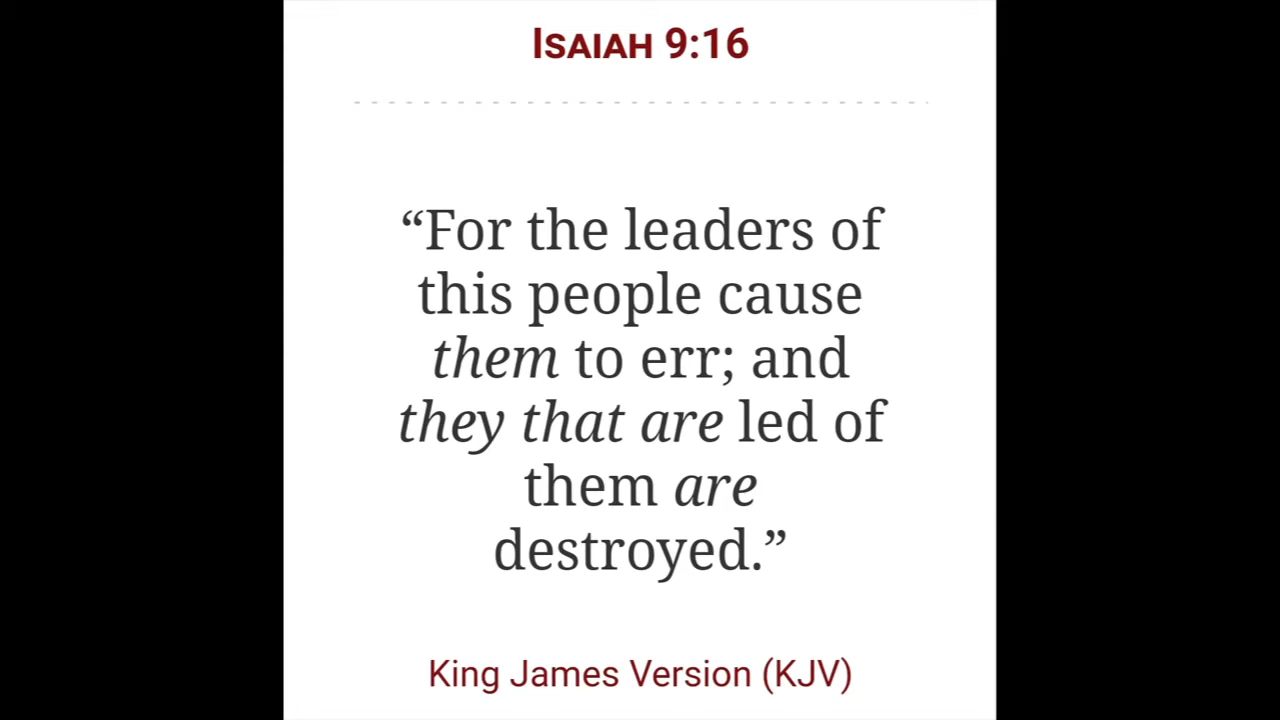 Isaiah 9:16
“For the leaders of
this people cause
them to err; and
they that are led of
them are
destroyed.”
King James Version (KJV)